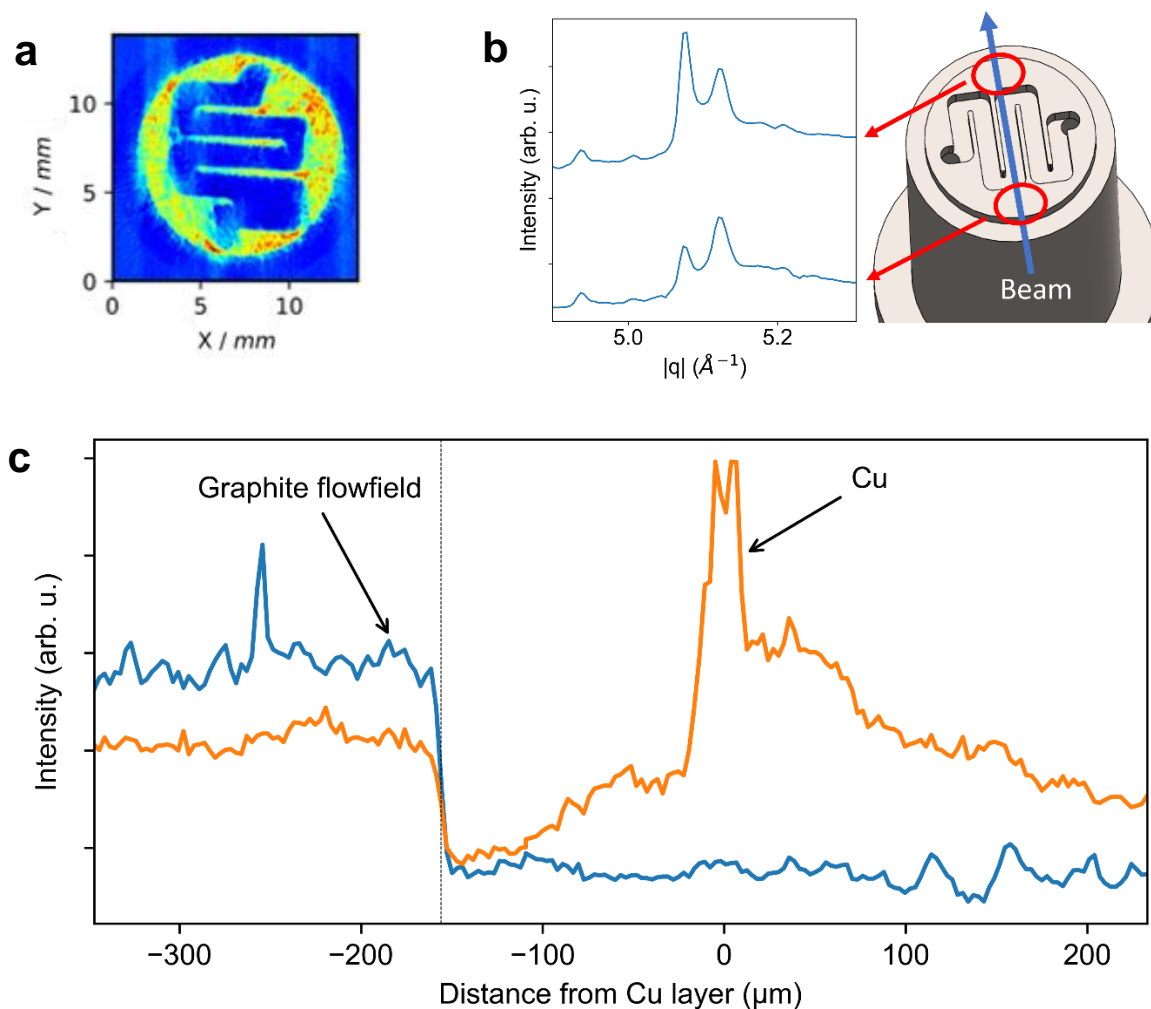 a
10
5
0
Y / mm
0
5
10
X / mm
b
Intensity (arb. u.)
5.0
5.2
|q| (Å⁻¹)
Beam
c
Graphite flowfield
Cu
Intensity (arb. u.)
−300
−200
−100
0
100
200
Distance from Cu layer (µm)